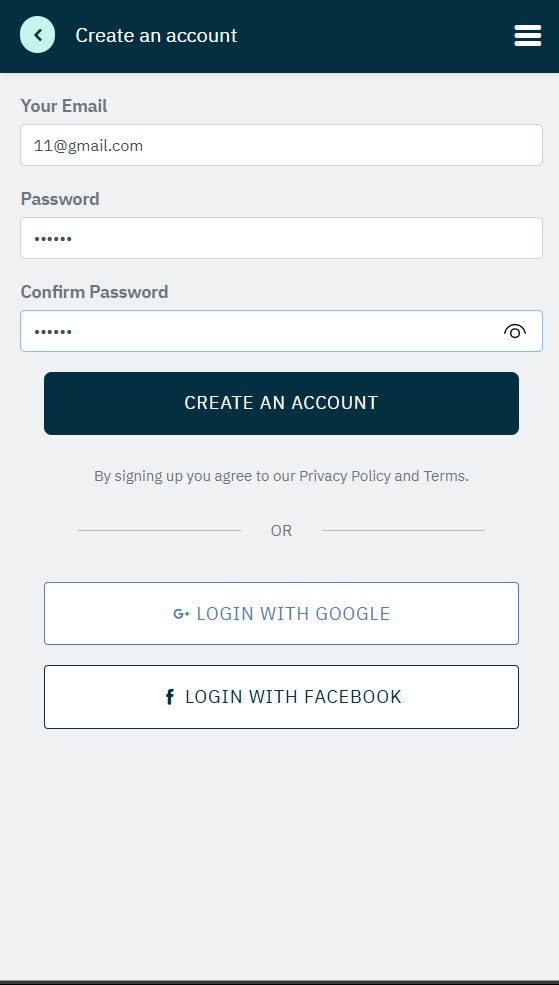 Create an account
Your Email
11@gmail.com
Password
••••••
Confirm Password
••••••
CREATE AN ACCOUNT
By signing up you agree to our Privacy Policy and Terms.
OR
G+ LOGIN WITH GOOGLE
f LOGIN WITH FACEBOOK